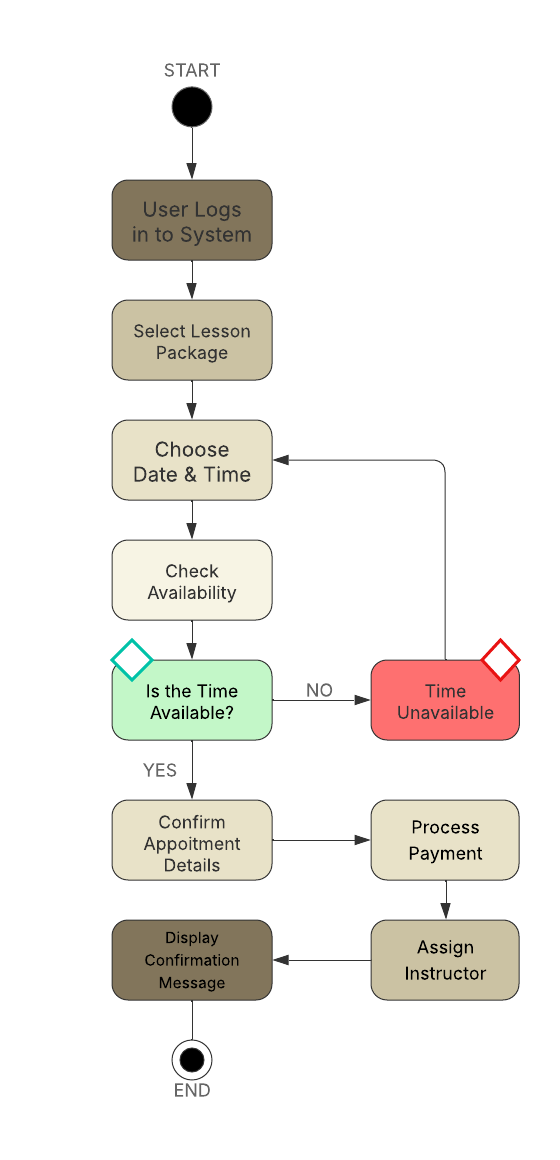 START
User Logs
in to System
Select Lesson
Package
Choose
Date & Time
Check
Availability
Is the Time
Available?
NO
Time
Unavailable
YES
Confirm
Appoitment
Details
Process
Payment
Assign
Instructor
Display
Confirmation
Message
END